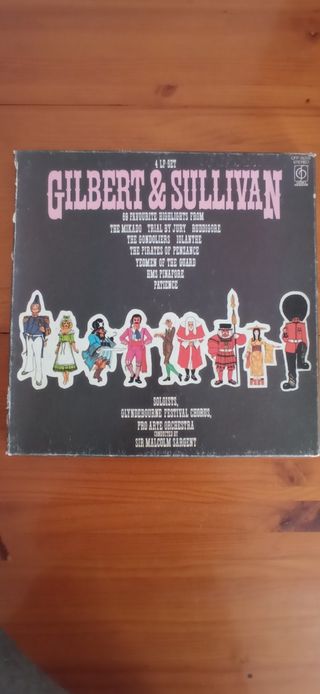 4 LP SET
GILBERT & SULLIVAN
69 FAVOURITE HIGHLIGHTS FROM
THE MIKADO TRIAL BY JURY RUDDIGORE
THE GONDOLIERS IOLANTHE
THE PIRATES OF PENZANCE
YEOMEN OF THE GUARD
HMS PINAFORE
PATIENCE
SOLOISTS,
GLYNDEBOURNE FESTIVAL CHORUS,
PRO ARTE ORCHESTRA
CONDUCTED BY
SIR MALCOLM SARGENT